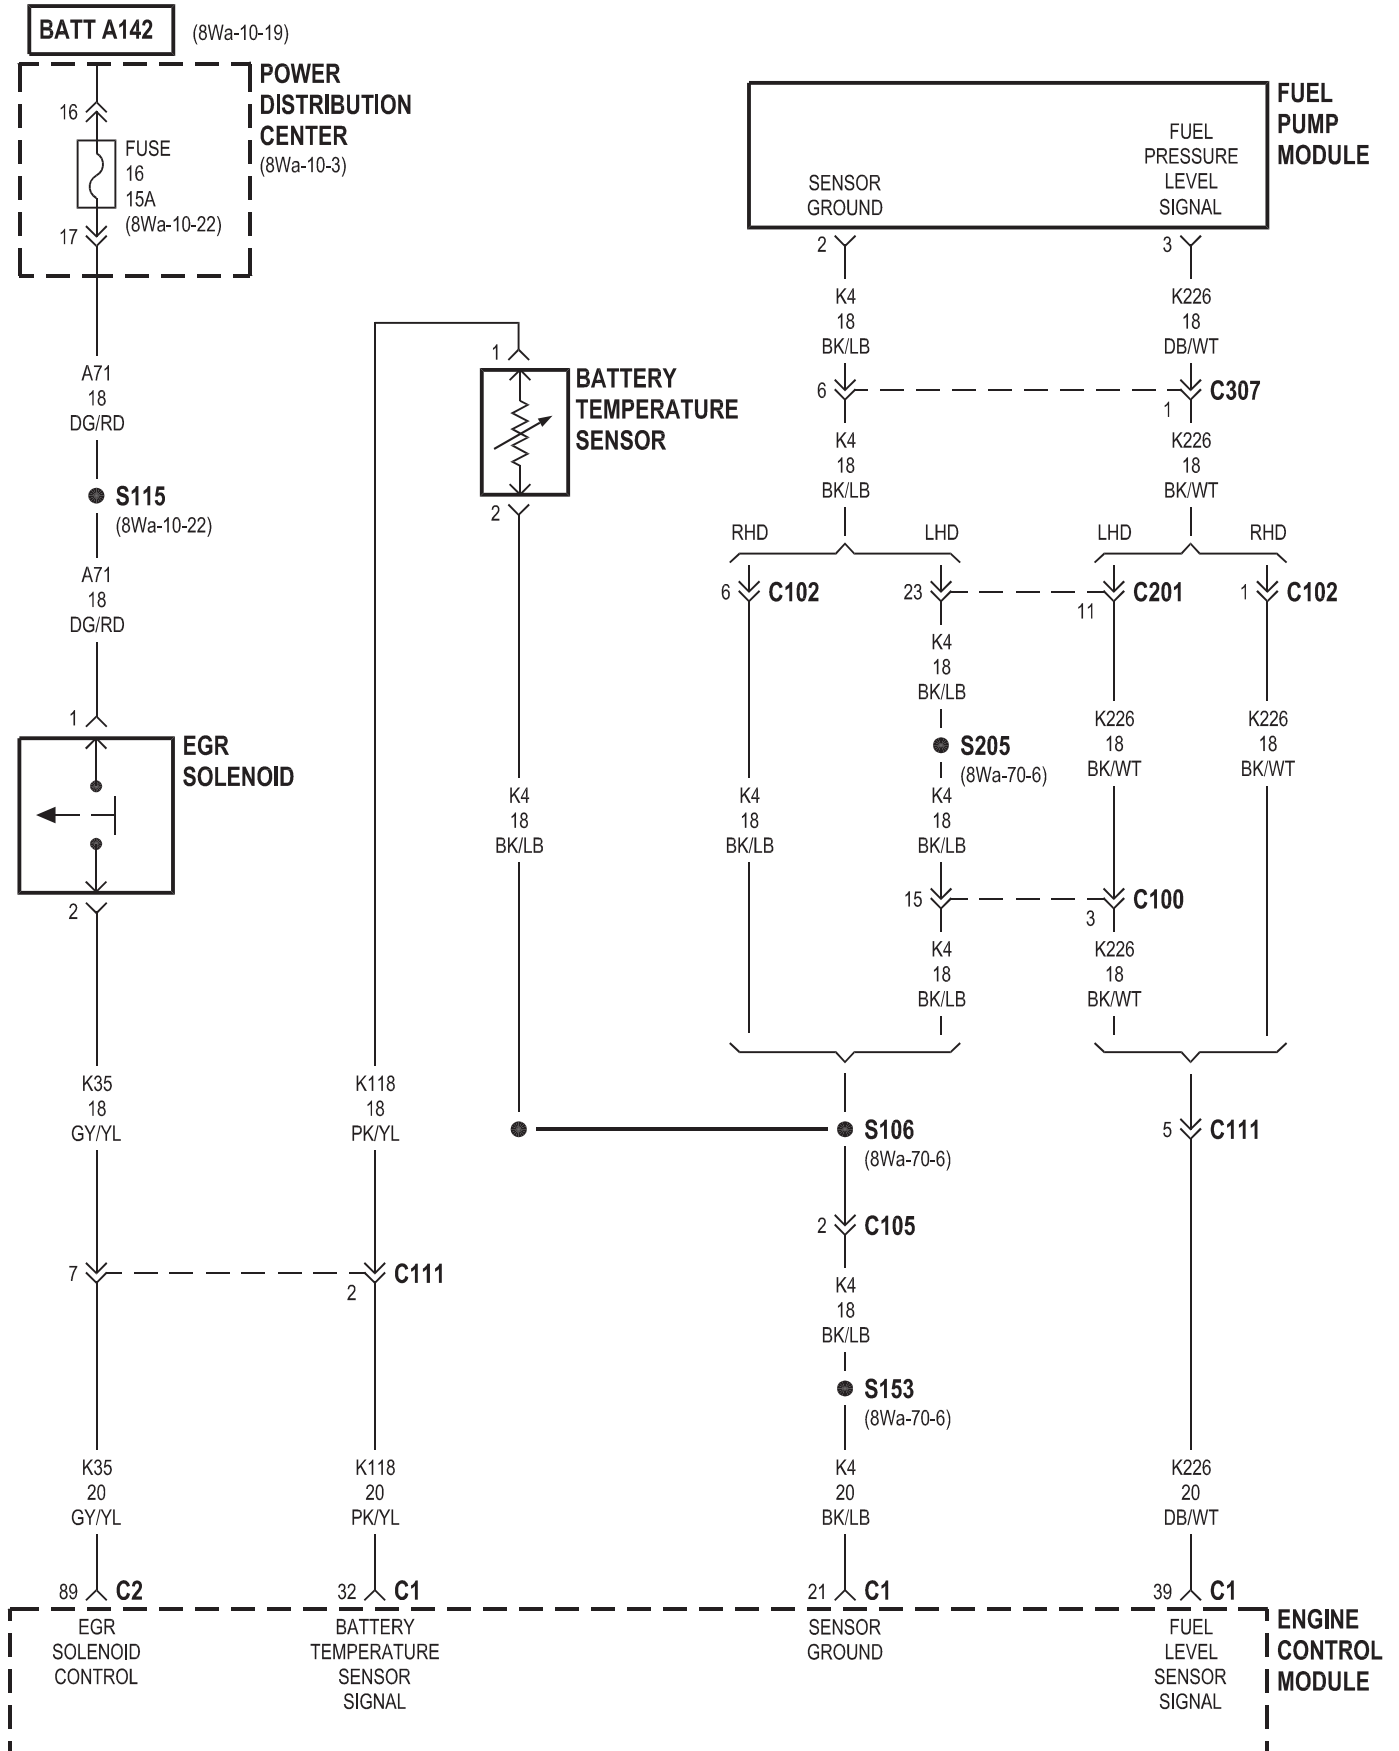 BATT A142
(8Wa-10-19)
POWER
DISTRIBUTION
CENTER
(8Wa-10-3)
16
FUSE
16
15A
(8Wa-10-22)
17
A71
18
DG/RD
S115
(8Wa-10-22)
A71
18
DG/RD
1
EGR
SOLENOID
2
K35
18
GY/YL
7
K35
20
GY/YL
89
C2
EGR
SOLENOID
CONTROL
1
BATTERY
TEMPERATURE
SENSOR
2
K118
18
PK/YL
2
C111
K118
20
PK/YL
32
C1
BATTERY
TEMPERATURE
SENSOR
SIGNAL
K4
18
BK/LB
FUEL
PUMP
MODULE
SENSOR
GROUND
FUEL
PRESSURE
LEVEL
SIGNAL
2
3
K4
18
BK/LB
K226
18
DB/WT
6
1
C307
K4
18
BK/LB
K226
18
BK/WT
RHD
LHD
LHD
RHD
6
C102
23
11
C201
1
C102
K4
18
BK/LB
S205
(8Wa-70-6)
K4
18
BK/LB
K4
18
BK/LB
K226
18
BK/WT
K226
18
BK/WT
15
3
C100
K4
18
BK/LB
K226
18
BK/WT
S106
(8Wa-70-6)
5
C111
2
C105
K4
18
BK/LB
S153
(8Wa-70-6)
K4
20
BK/LB
K226
20
DB/WT
21
C1
39
C1
SENSOR
GROUND
FUEL
LEVEL
SENSOR
SIGNAL
ENGINE
CONTROL
MODULE